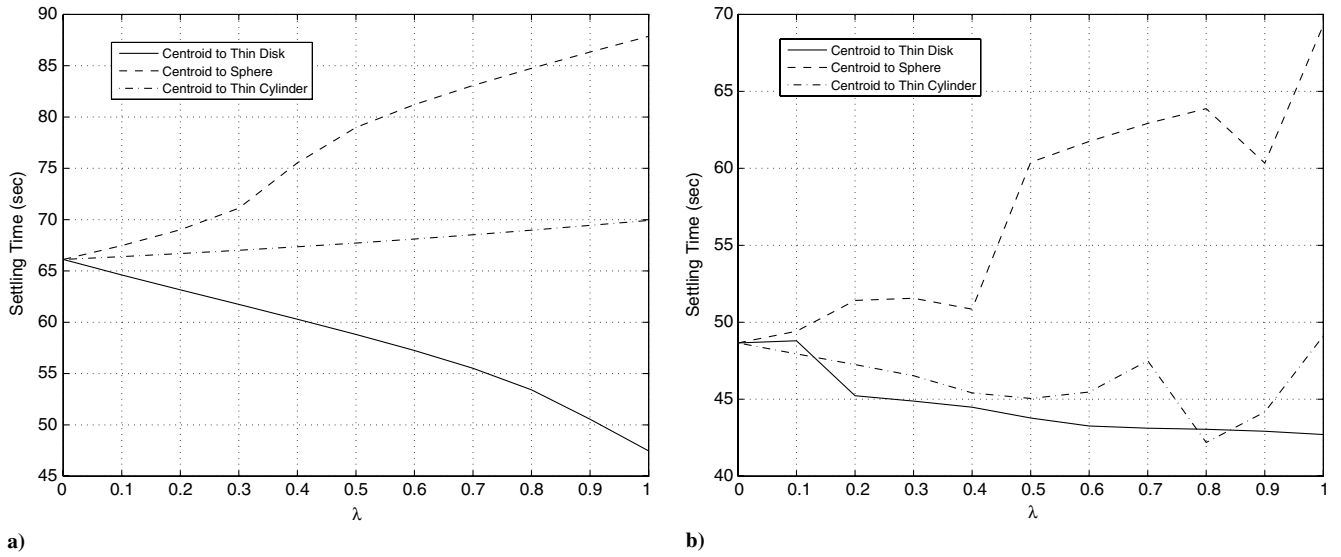 90
85
80
75
70
65
60
55
50
45
Settling Time (sec)
Centroid to Thin Disk
Centroid to Sphere
Centroid to Thin Cylinder
0 0.1 0.2 0.3 0.4 0.5 0.6 0.7 0.8 0.9 1
λ
a)
70
65
60
55
50
45
40
Settling Time (sec)
Centroid to Thin Disk
Centroid to Sphere
Centroid to Thin Cylinder
0 0.1 0.2 0.3 0.4 0.5 0.6 0.7 0.8 0.9 1
λ
b)